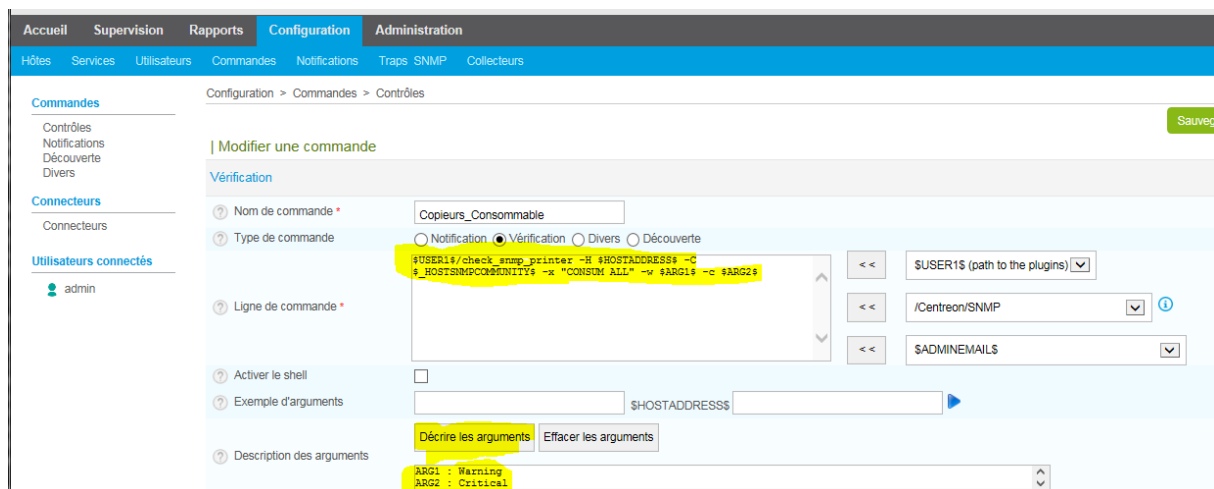 Accueil Supervision Rapports Configuration Administration
Hôtes Services Utilisateurs Commandes Notifications Traps SNMP Collecteurs
Configuration > Commandes > Contrôles
Commandes
Contrôles
Notifications
Découverte
Divers
Connecteurs
Connecteurs
Utilisateurs connectés
admin
Sauveg
| Modifier une commande
Vérification
? Nom de commande * Copieurs_Consommable
? Type de commande Notification Vérification Divers Découverte
? Ligne de commande *
$USER1$/check_snmp_printer -H $HOSTADDRESS$ -C
$_HOSTSNMPCOMMUNITY$ -x "CONSUM ALL" -w $ARG1$ -c $ARG2$
<< $USER1$ (path to the plugins)
<< /Centreon/SNMP i
<< $ADMINEMAIL$
? Activer le shell
? Exemple d'arguments $HOSTADDRESS$
? Description des arguments
Décrire les arguments Effacer les arguments
ARG1 : Warning
ARG2 : Critical